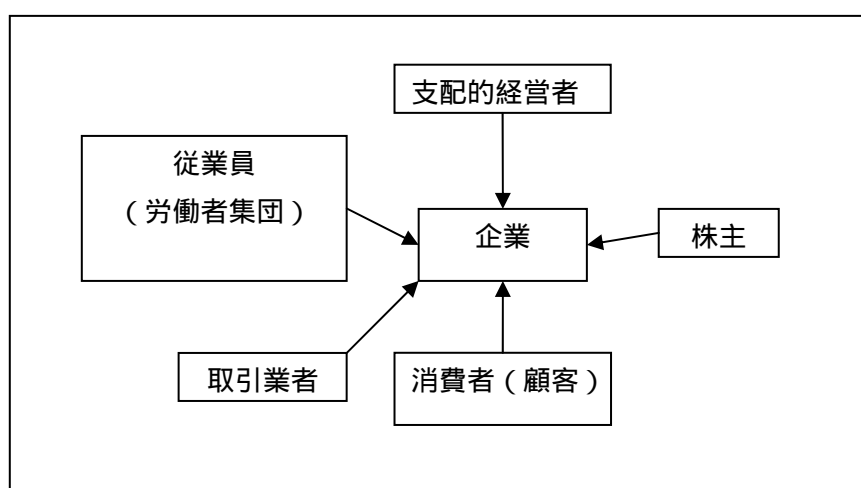 支配的経営者
従業員
（労働者集団）
企業
株主
取引業者
消費者（顧客）